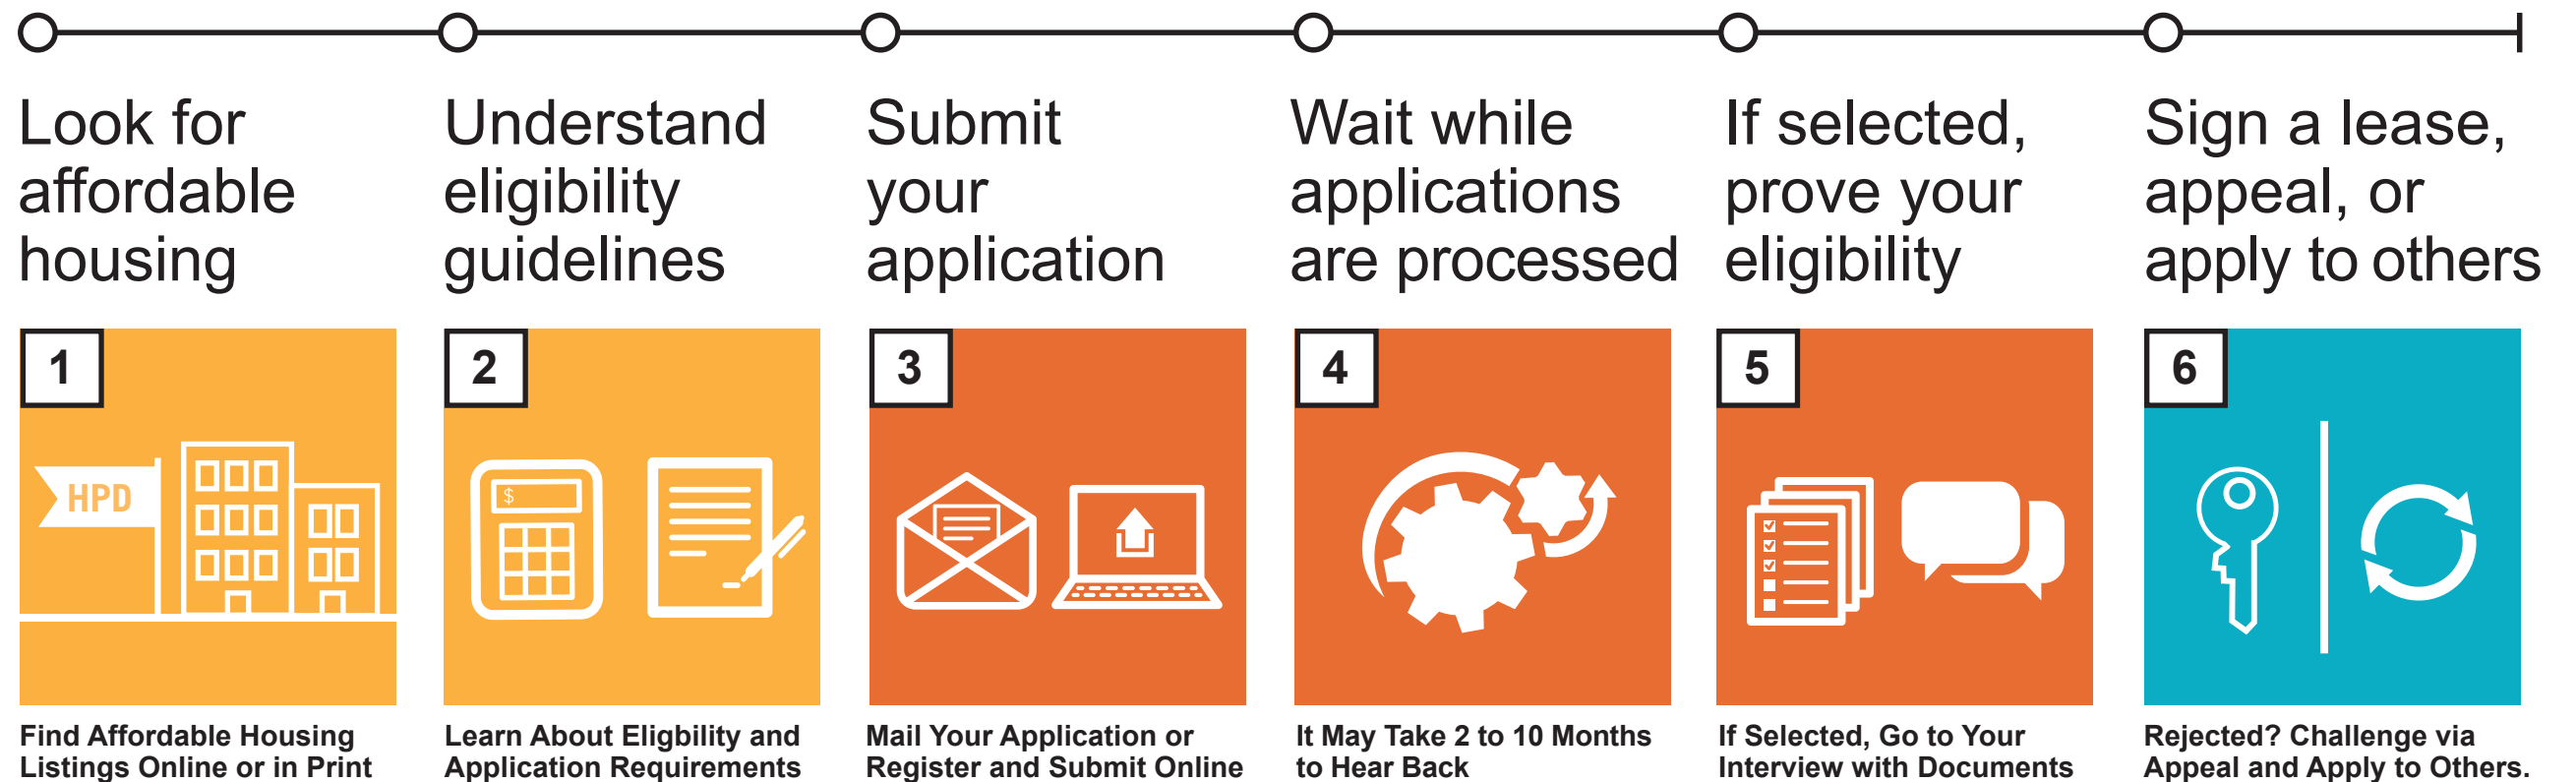 Look for
affordable
housing
Understand
eligibility
guidelines
Submit
your
application
Wait while
applications
are processed
If selected,
prove your
eligibility
Sign a lease,
appeal, or
apply to others
1
HPD
2
$
3
4
5
6
Find Affordable Housing
Listings Online or in Print
Learn About Eligbility and
Application Requirements
Mail Your Application or
Register and Submit Online
It May Take 2 to 10 Months
to Hear Back
If Selected, Go to Your
Interview with Documents
Rejected? Challenge via
Appeal and Apply to Others.